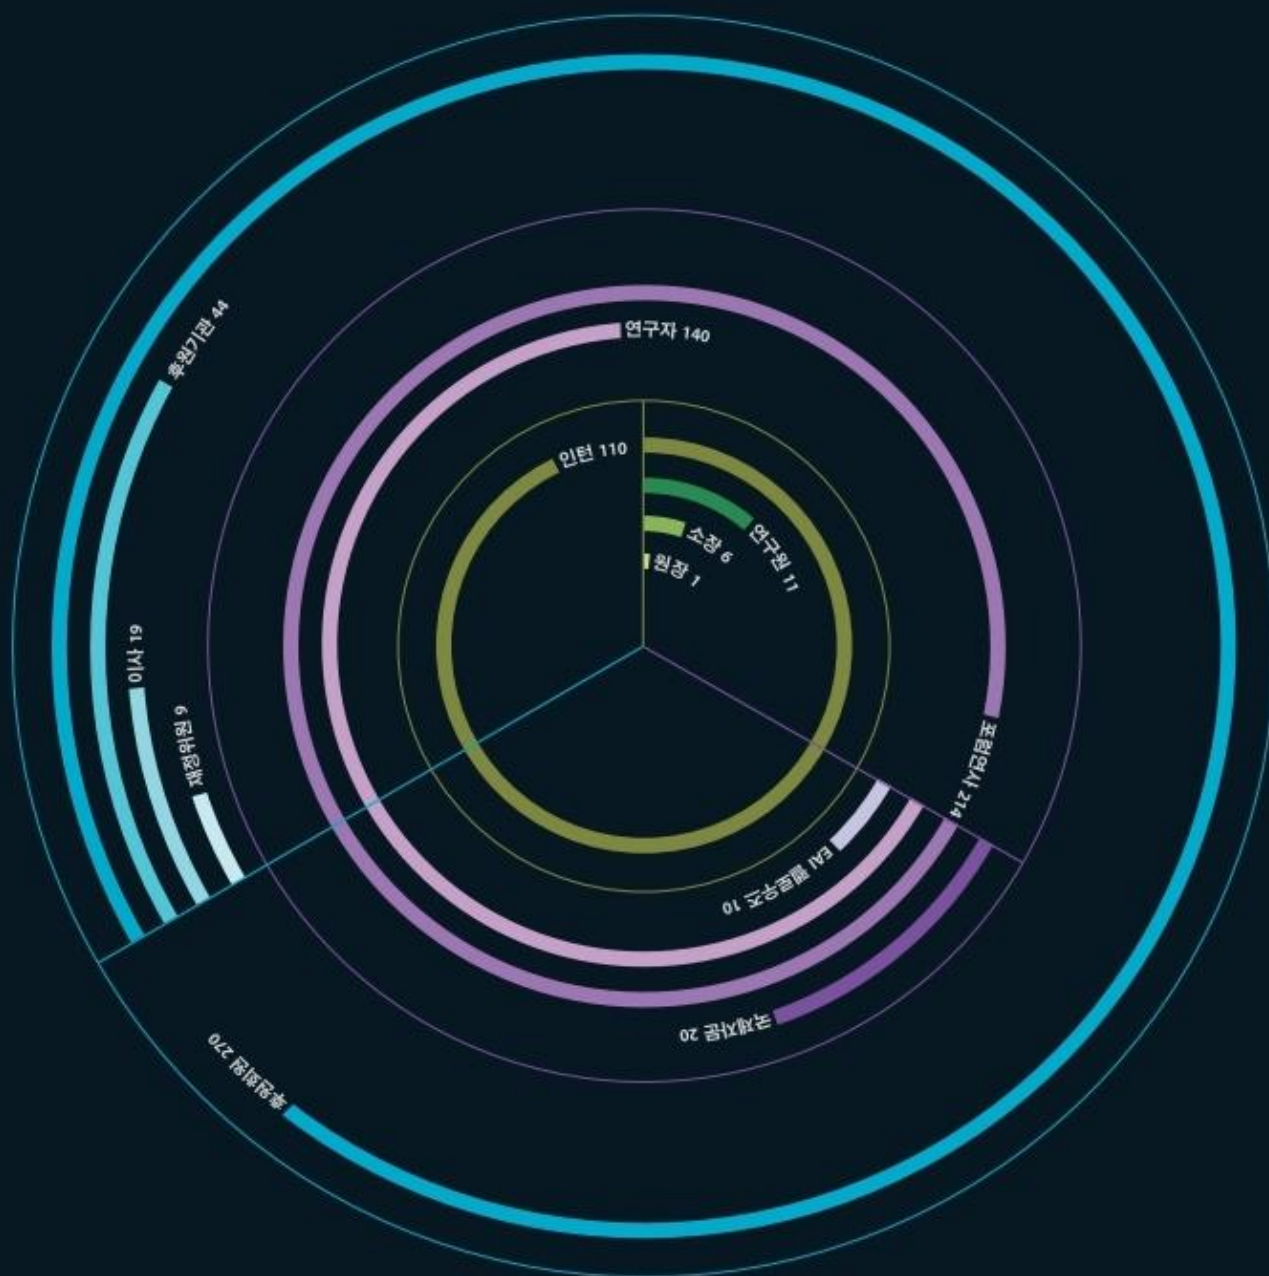 후원기관 44
연구자 140
인턴 110
연구원 11
소장 6
원장 1
이사 19
재정위원 9
포럼연사 214
EAI 펠로우즈 10
국제자문 20
후원회원 270